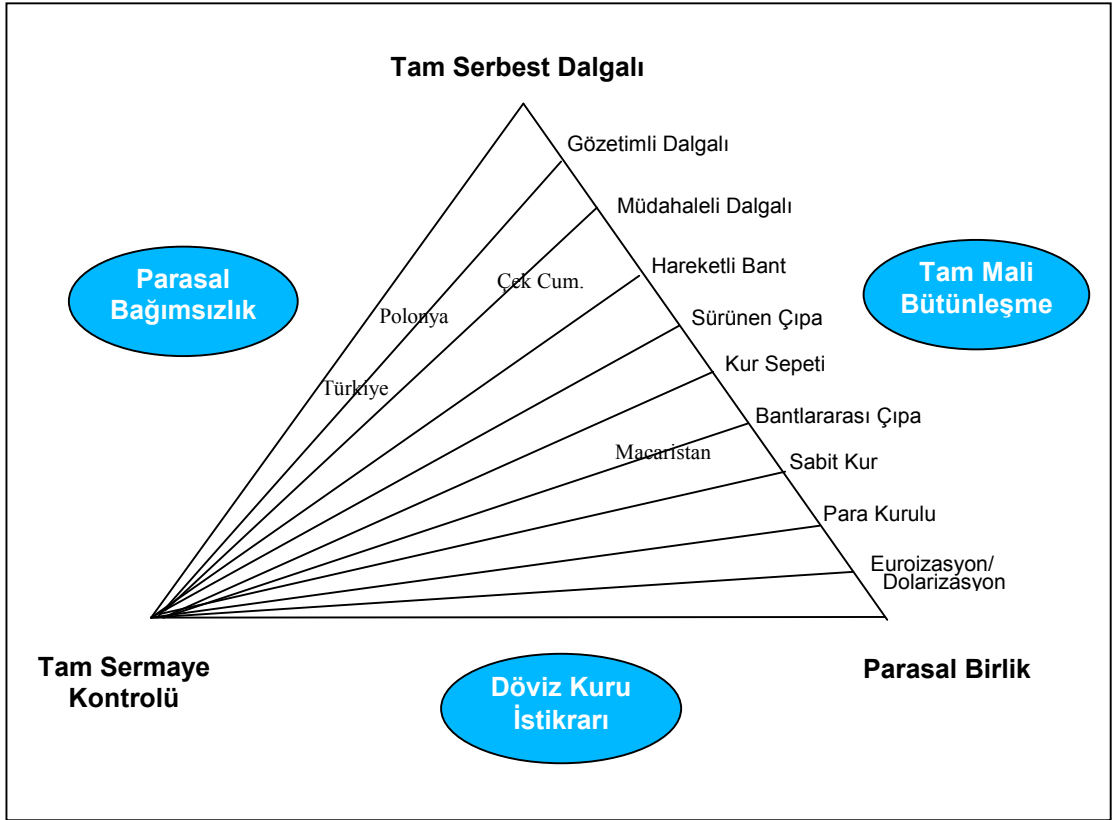 Tam Serbest Dalgalı
Gözetimli Dalgalı
Müdahaleli Dalgalı
Hareketli Bant
Çek Cum.
Parasal
Bağımsızlık
Tam Mali
Bütünleşme
Polonya
Sürünen Çıpa
Kur Sepeti
Türkiye
Bantlararası Çıpa
Macaristan
Sabit Kur
Para Kurulu
Euroizasyon/
Dolarizasyon
Tam Sermaye
Kontrolü
Döviz Kuru
İstikrarı
Parasal Birlik